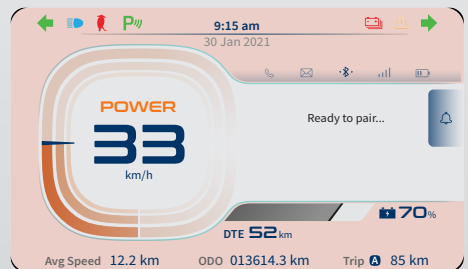 P
9:15 am
30 Jan 2021
POWER
33
km/h
Ready to pair...
70%
DTE 52 km
Avg Speed 12.2 km ODO 013614.3 km Trip A 85 km